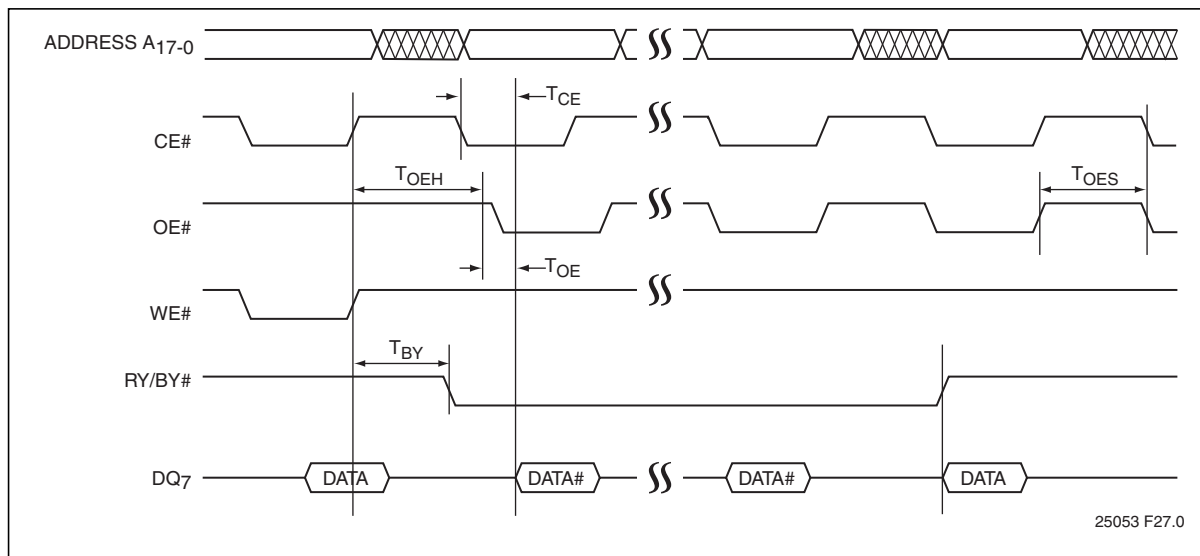 ADDRESS A17-0
TCE
CE#
TOEH
TOES
OE#
TOE
WE#
TBY
RY/BY#
DQ7 DATA DATA# DATA# DATA
25053 F27.0